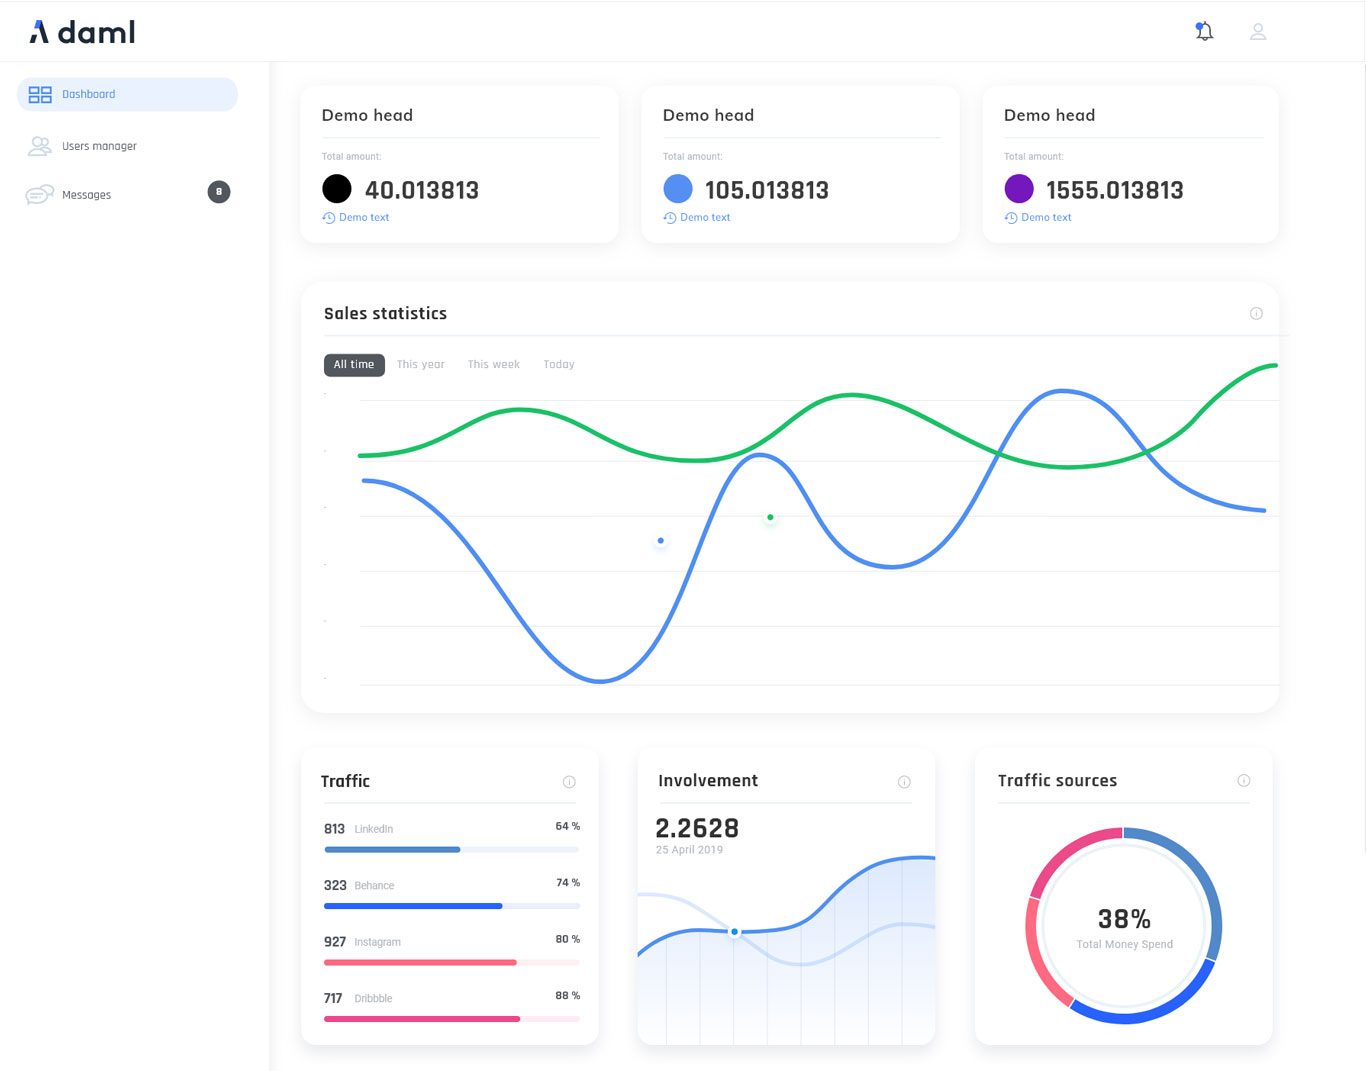 daml
Dashboard
Users manager
Messages
8
Demo head
Total amount:
40.013813
Demo text
Demo head
Total amount:
105.013813
Demo text
Demo head
Total amount:
1555.013813
Demo text
Sales statistics
All time
This year
This week
Today
Traffic
813 LinkedIn 64 %
323 Behance 74 %
927 Instagram 80 %
717 Dribbble 88 %
Involvement
2.2628
25 April 2019
Traffic sources
38%
Total Money Spend